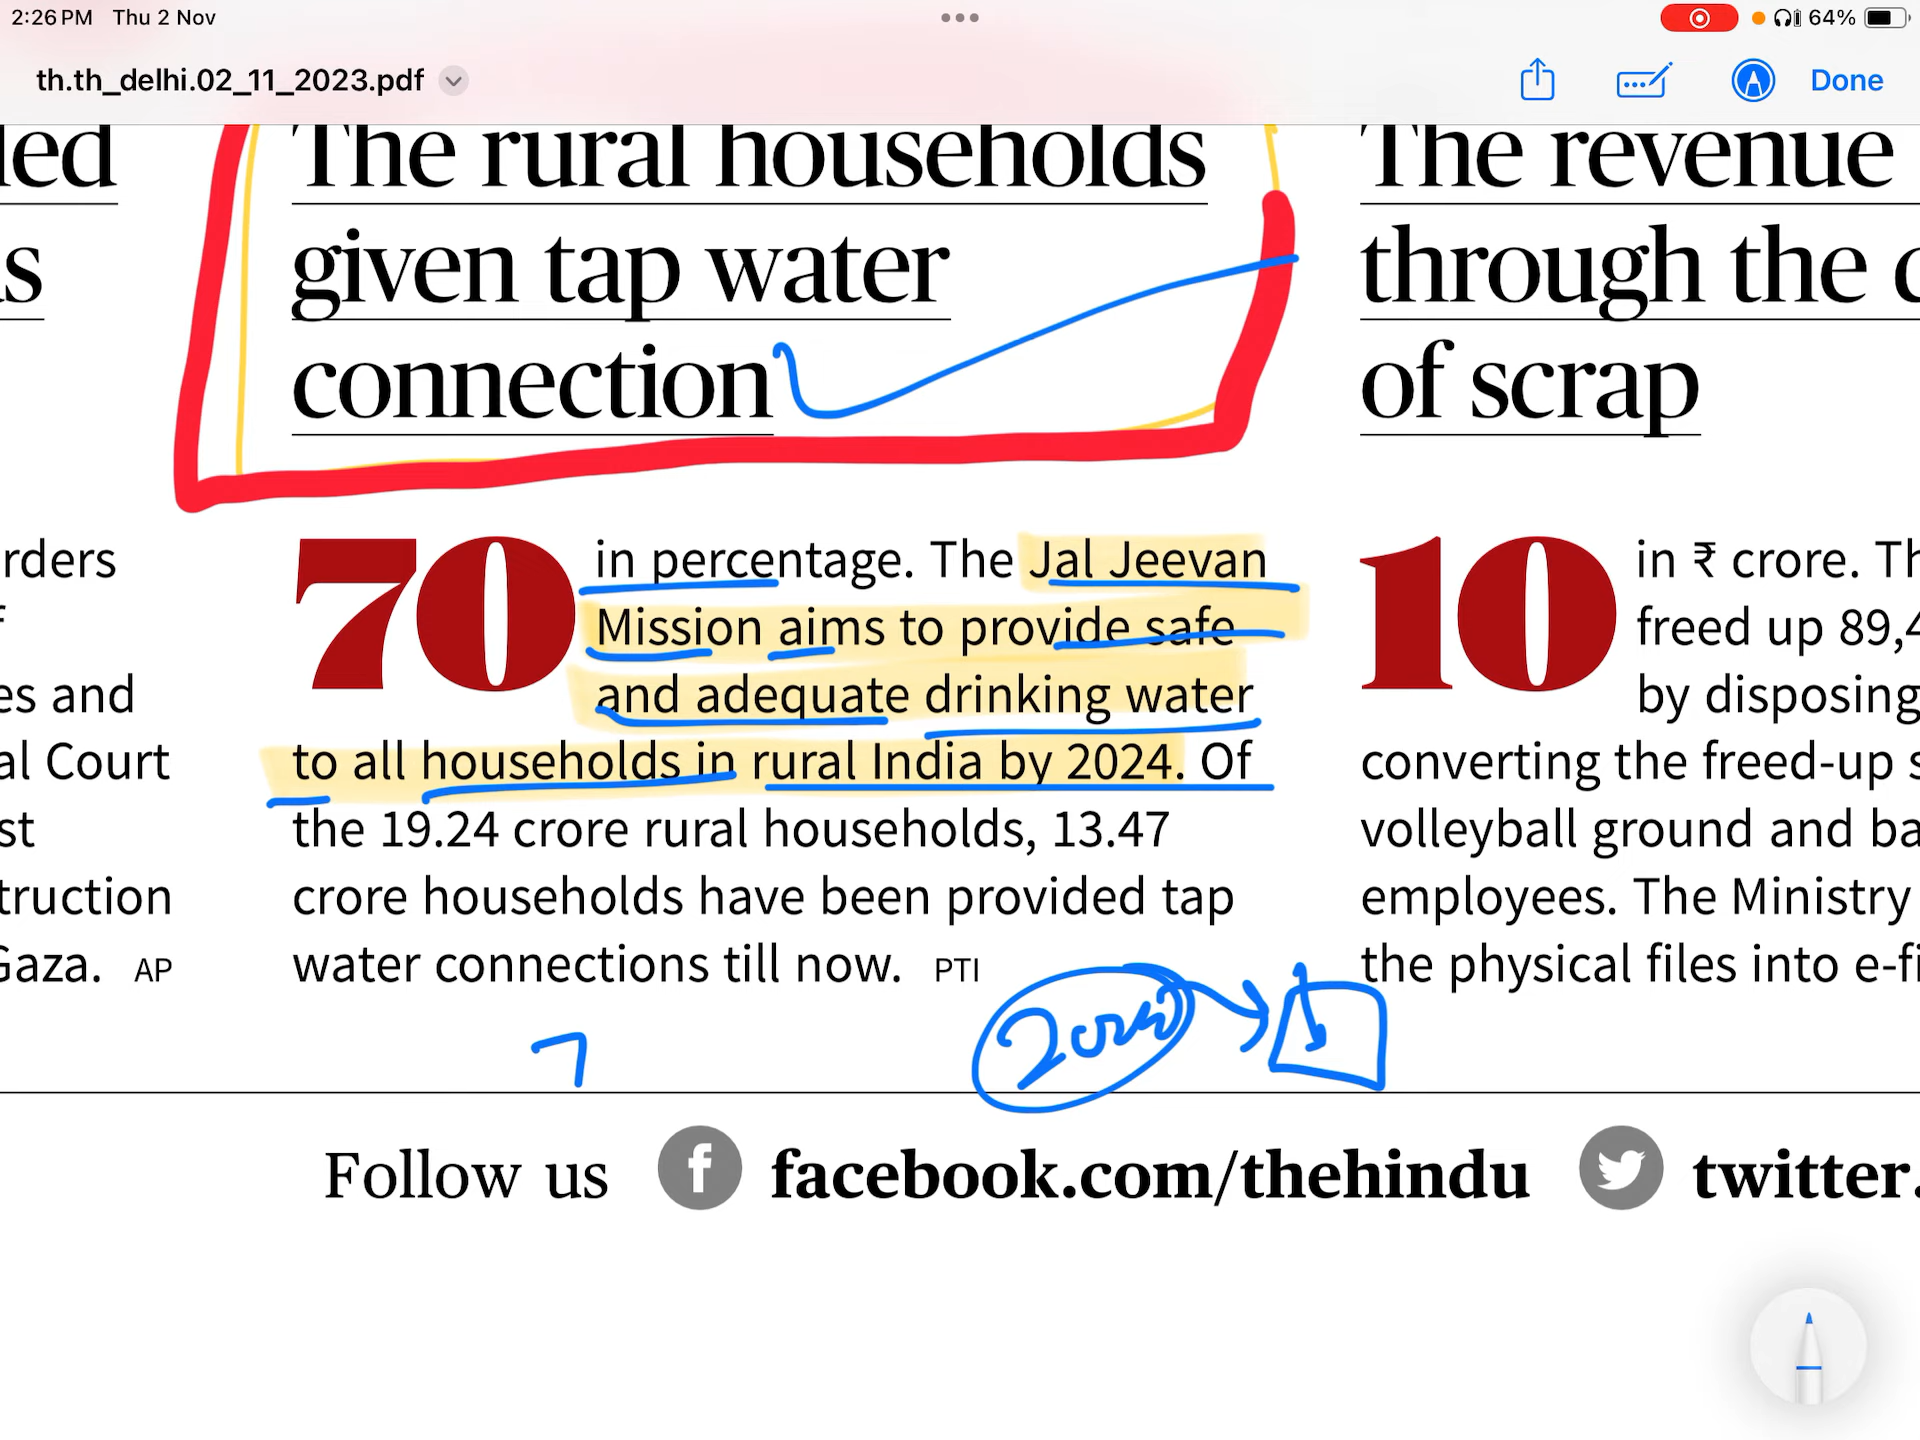 2:26 PM Thu 2 Nov
64%
th.th_delhi.02_11_2023.pdf
Done
led
s
rders
es and
al Court
st
truction
Gaza. AP
The rural households
given tap water
connection
70 in percentage. The Jal Jeevan
Mission aims to provide safe
and adequate drinking water
to all households in rural India by 2024. Of
the 19.24 crore rural households, 13.47
crore households have been provided tap
water connections till now. PTI
The revenue
through the
of scrap
10 in ₹ crore. Th
freed up 89,4
by disposing
converting the freed-up s
volleyball ground and ba
employees. The Ministry
the physical files into e-fi
7
Follow us f facebook.com/thehindu twitter.